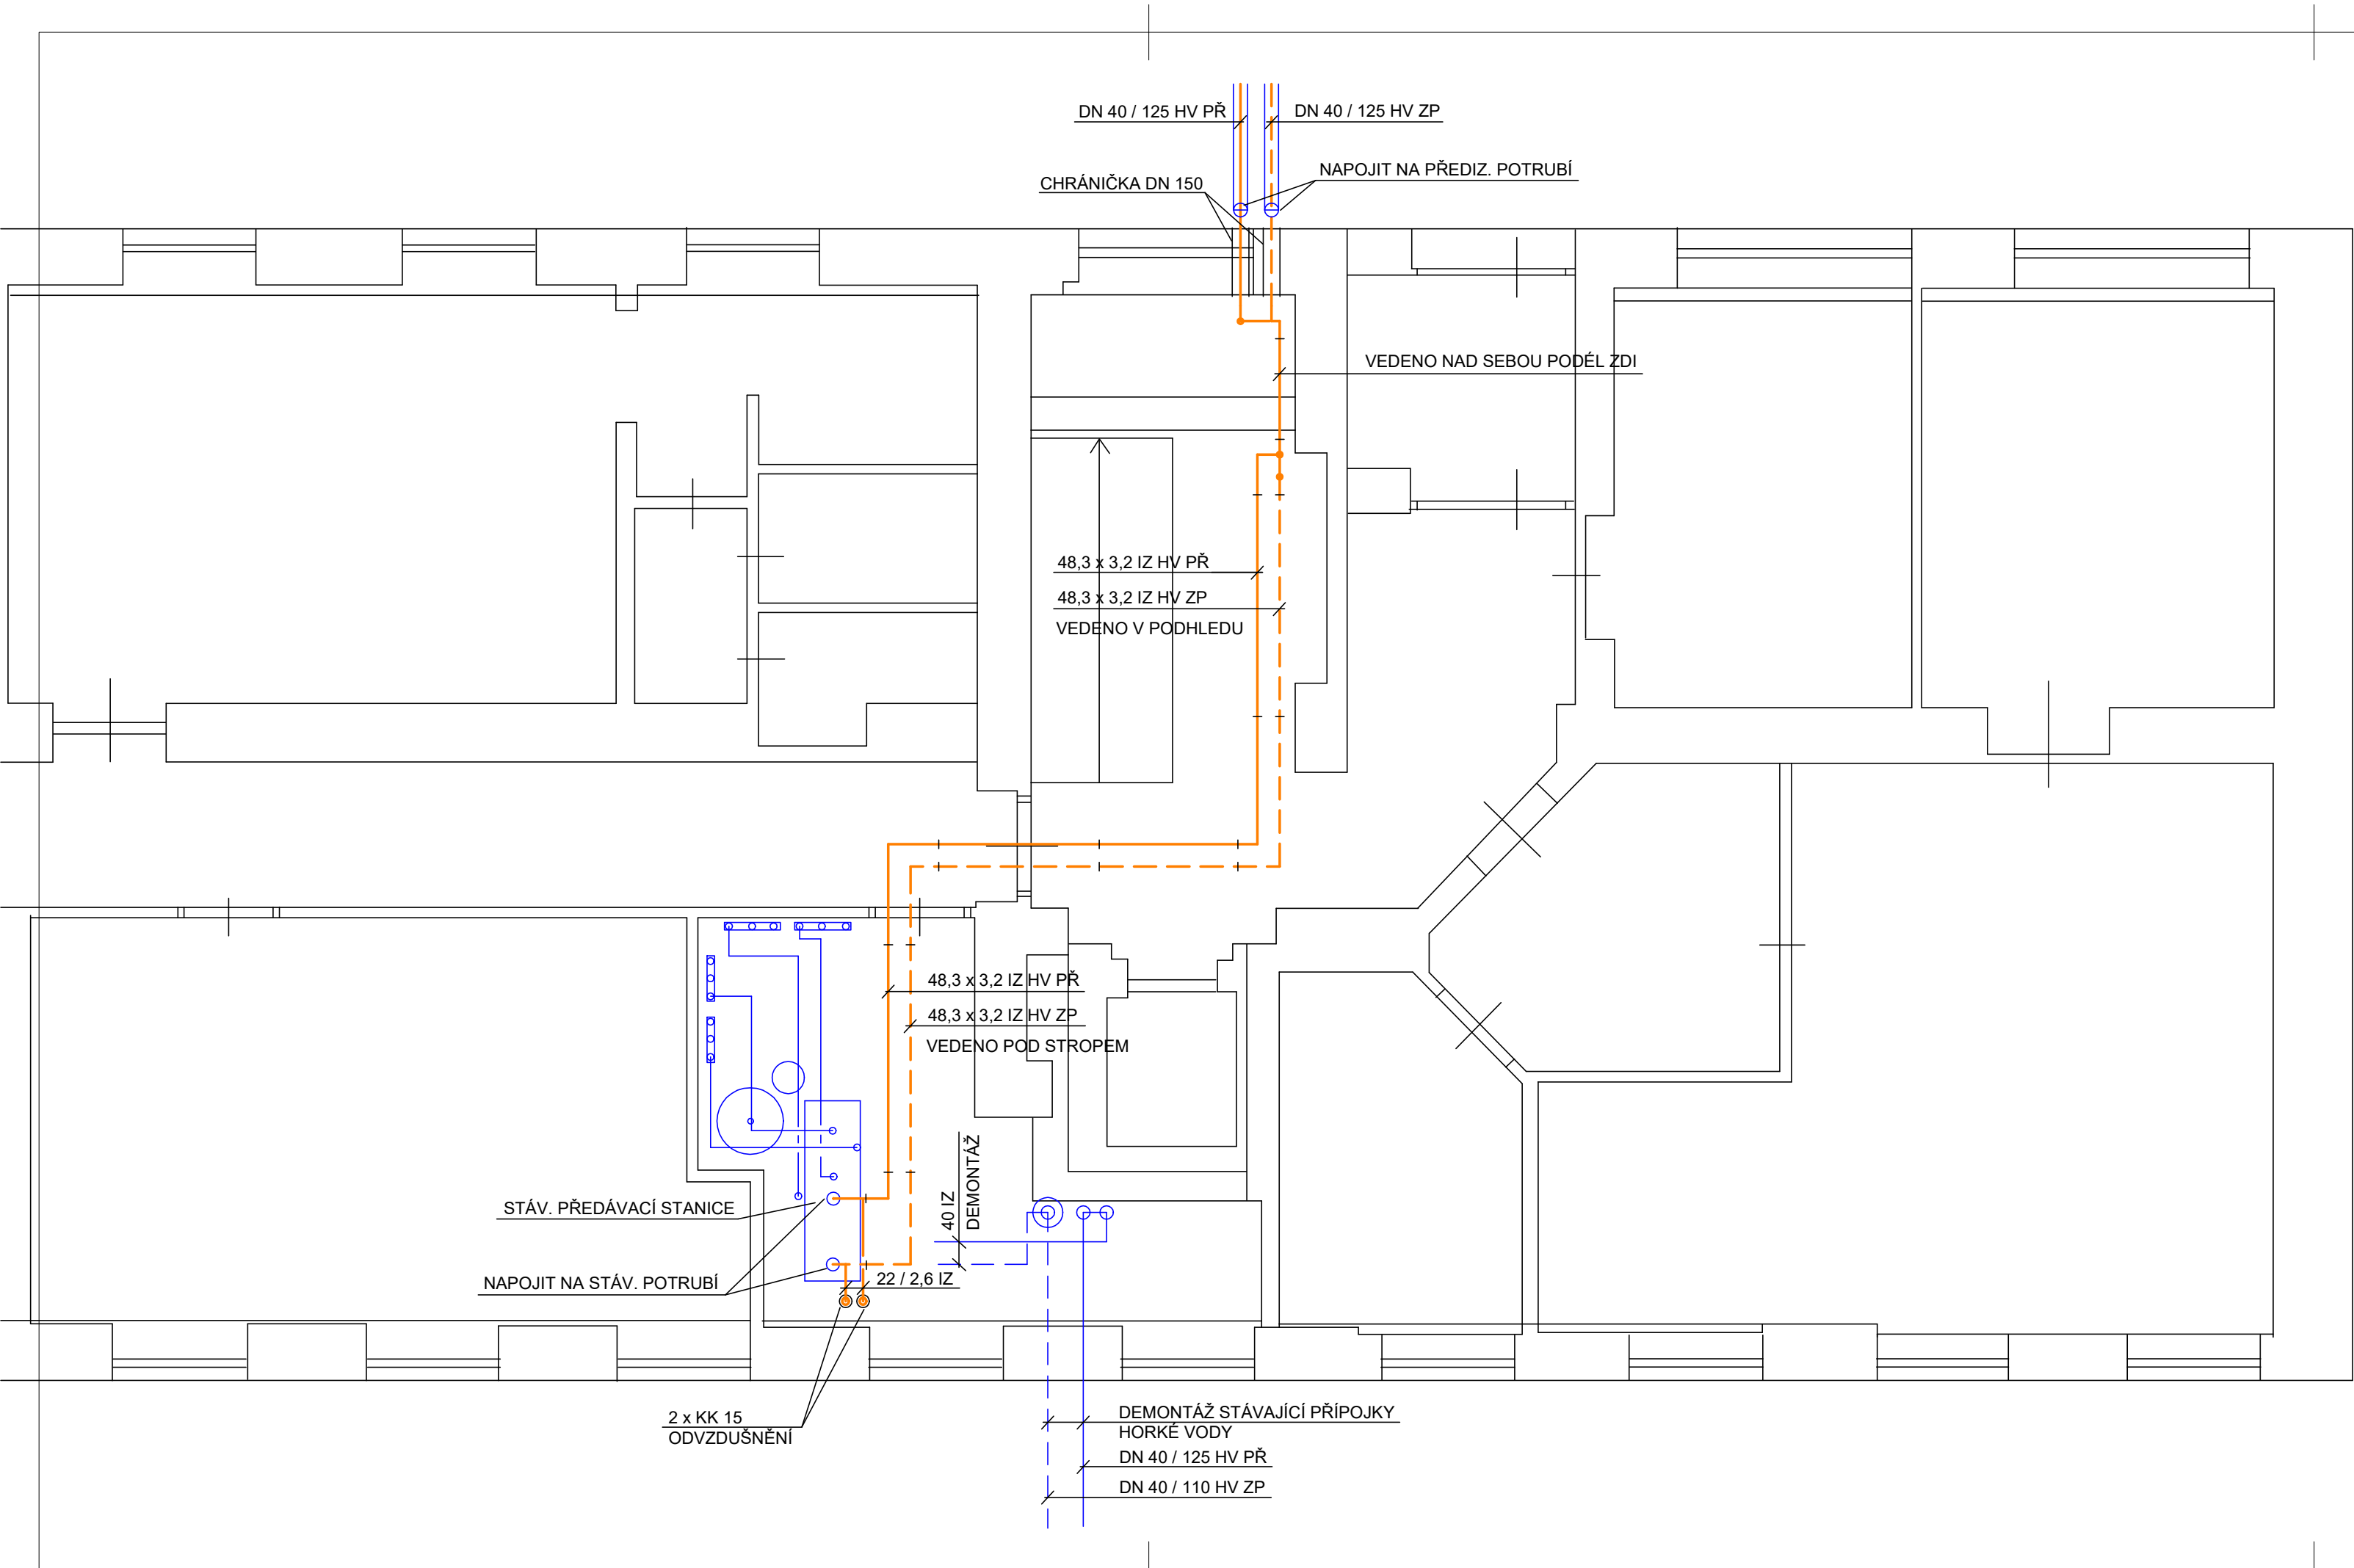 DN 40 / 125 HV PŘ
DN 40 / 125 HV ZP
CHRÁNIČKA DN 150
NAPOJIT NA PŘEDIZ. POTRUBÍ
VEDENO NAD SEBOU PODÉL ZDI
48,3 x 3,2 IZ HV PŘ
48,3 x 3,2 IZ HV ZP
VEDENO V PODHLEDU
48,3 x 3,2 IZ HV PŘ
48,3 x 3,2 IZ HV ZP
VEDENO POD STROPEM
40 IZ
DEMONTÁŽ
STÁV. PŘEDÁVACÍ STANICE
NAPOJIT NA STÁV. POTRUBÍ
22 / 2,6 IZ
2 x KK 15
ODVZDUŠNĚNÍ
DEMONTÁŽ STÁVAJÍCÍ PŘÍPOJKY
HORKÉ VODY
DN 40 / 125 HV PŘ
DN 40 / 110 HV ZP